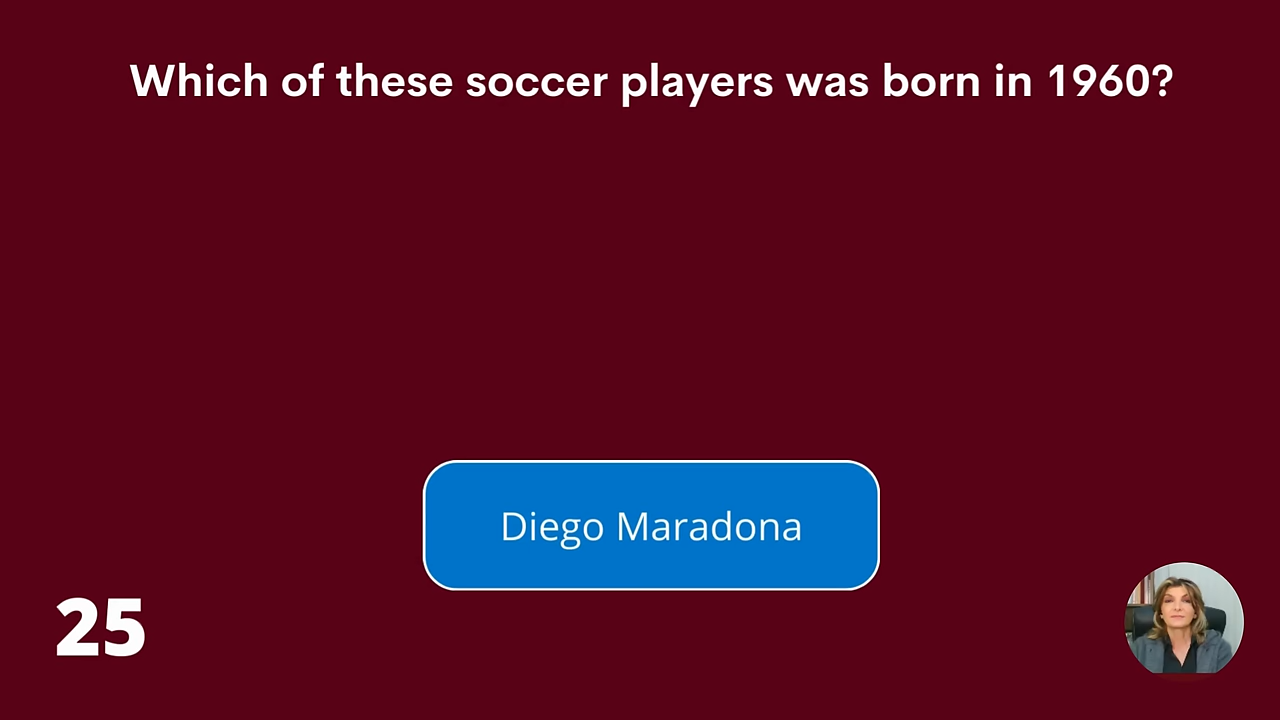 Which of these soccer players was born in 1960?
Diego Maradona
25